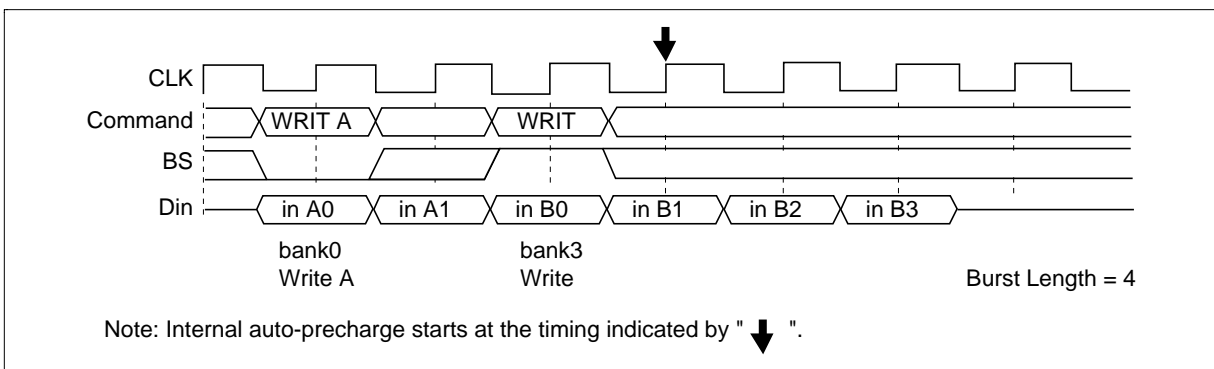 CLK
Command WRIT A WRIT
BS
Din in A0 in A1 in B0 in B1 in B2 in B3
bank0 bank3
Write A Write Burst Length = 4
Note: Internal auto-precharge starts at the timing indicated by " ".